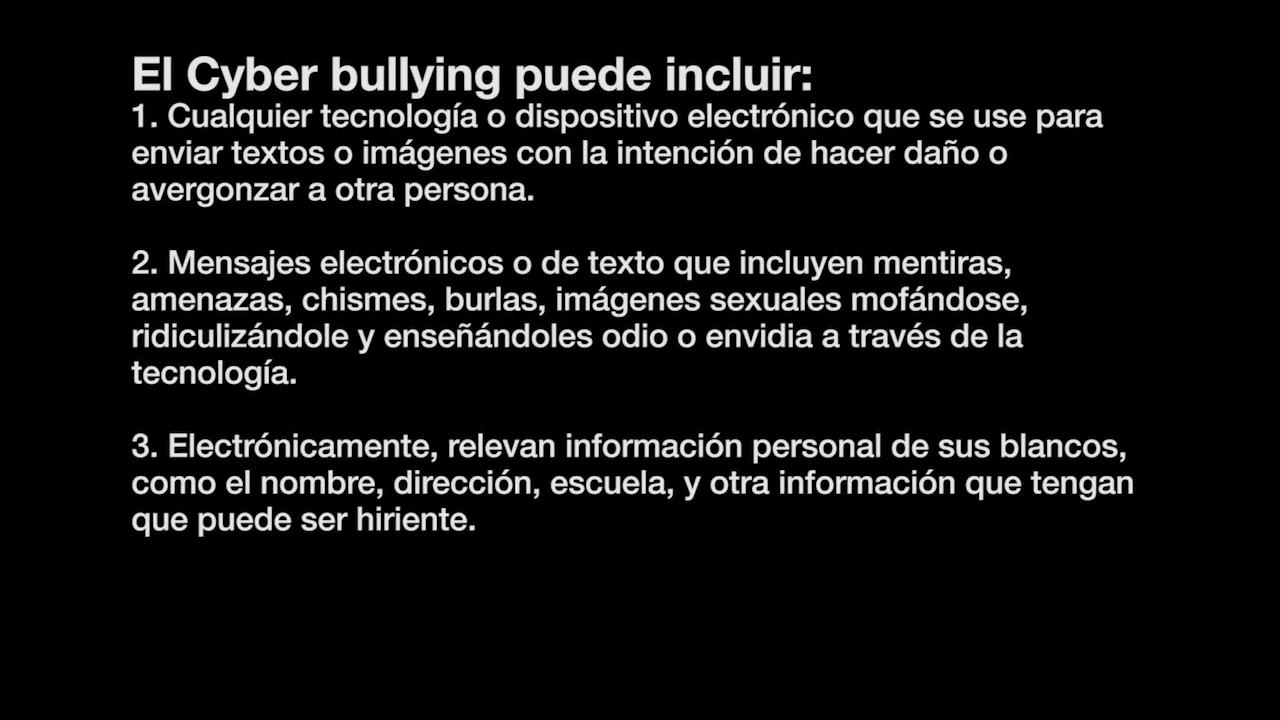 El Cyber bullying puede incluir:
1. Cualquier tecnología o dispositivo electrónico que se use para
enviar textos o imágenes con la intención de hacer daño o
avergonzar a otra persona.
2. Mensajes electrónicos o de texto que incluyen mentiras,
amenazas, chismes, burlas, imágenes sexuales mofándose,
ridiculizándole y enseñándoles odio o envidia a través de la
tecnología.
3. Electrónicamente, relevan información personal de sus blancos,
como el nombre, dirección, escuela, y otra información que tengan
que puede ser hiriente.